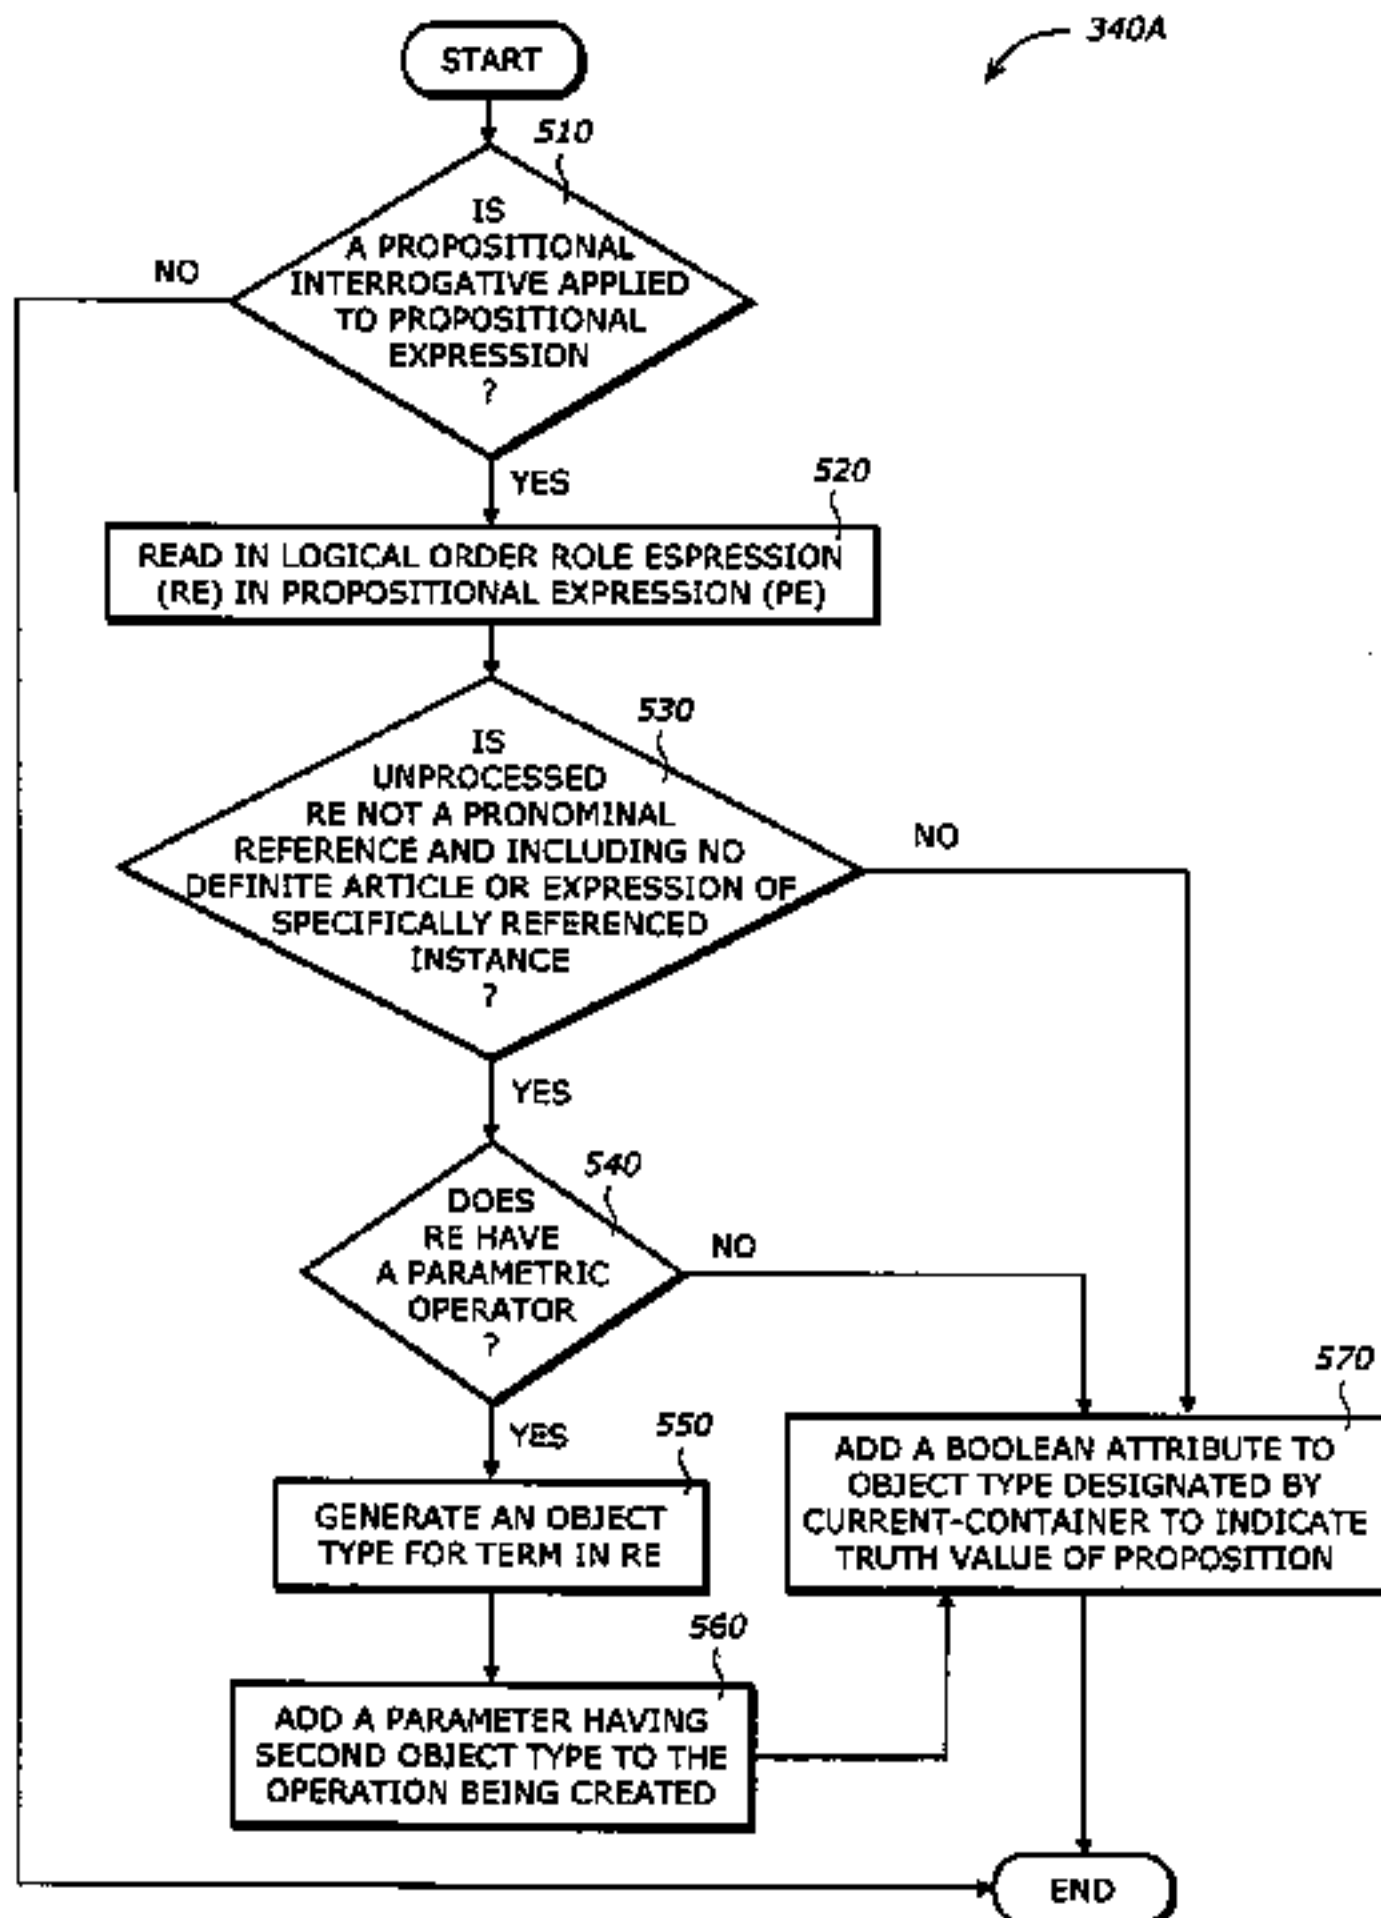 340A
START
510
IS
A PROPOSITIONAL
INTERROGATIVE APPLIED
TO PROPOSITIONAL
EXPRESSION
?
NO
YES
520
READ IN LOGICAL ORDER ROLE ESPRESSION
(RE) IN PROPOSITIONAL EXPRESSION (PE)
530
IS
UNPROCESSED
RE NOT A PRONOMINAL
REFERENCE AND INCLUDING NO
DEFINITE ARTICLE OR EXPRESSION OF
SPECIFICALLY REFERENCED
INSTANCE
?
NO
YES
540
DOES
RE HAVE
A PARAMETRIC
OPERATOR
?
NO
YES
550
GENERATE AN OBJECT
TYPE FOR TERM IN RE
570
ADD A BOOLEAN ATTRIBUTE TO
OBJECT TYPE DESIGNATED BY
CURRENT-CONTAINER TO INDICATE
TRUTH VALUE OF PROPOSITION
560
ADD A PARAMETER HAVING
SECOND OBJECT TYPE TO THE
OPERATION BEING CREATED
END